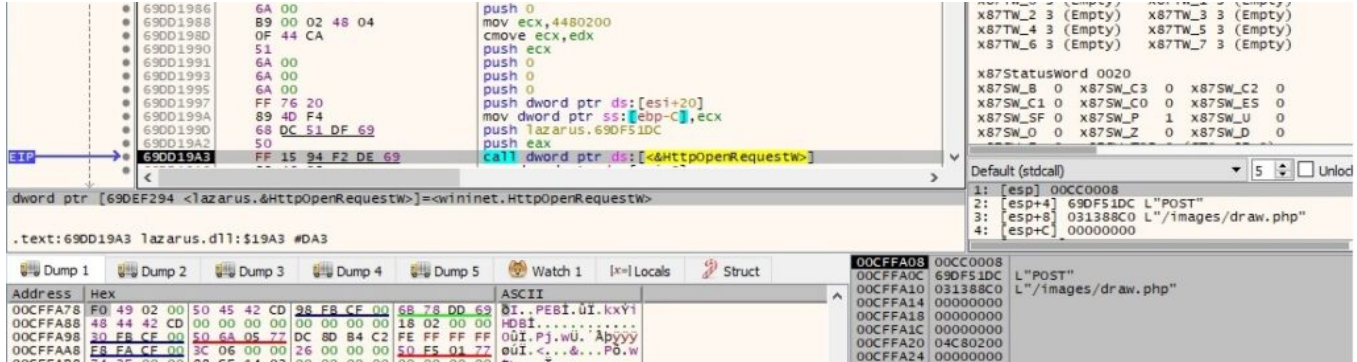 69DD1986 6A 00 push 0
69DD1988 B9 00 02 48 04 mov ecx,4480200
69DD198D 0F 44 CA cmove ecx,edx
69DD1990 51 push ecx
69DD1991 6A 00 push 0
69DD1993 6A 00 push 0
69DD1995 6A 00 push 0
69DD1997 FF 76 20 push dword ptr ds:[esi+20]
69DD199A 89 4D F4 mov dword ptr ss:[ebp-C],ecx
69DD199D 68 DC 51 DF 69 push lazarus.69DF51DC
69DD19A2 50 push eax
EIP 69DD19A3 FF 15 94 F2 DE 69 call dword ptr ds:[<&HttpOpenRequestW>]
dword ptr [69DEF294 <lazarus.&HttpOpenRequestW>]=<wininet.HttpOpenRequestW>
.text:69DD19A3 lazarus.dll:$19A3 #DA3
x87TW_2 3 (Empty) x87TW_3 3 (Empty)
x87TW_4 3 (Empty) x87TW_5 3 (Empty)
x87TW_6 3 (Empty) x87TW_7 3 (Empty)
x87StatusWord 0020
x87SW_B 0 x87SW_C3 0 x87SW_C2 0
x87SW_C1 0 x87SW_C0 0 x87SW_ES 0
x87SW_SF 0 x87SW_P 1 x87SW_U 0
x87SW_O 0 x87SW_Z 0 x87SW_D 0
Default (stdcall) 5 Unloc
1: [esp] 00CC0008
2: [esp+4] 69DF51DC L"POST"
3: [esp+8] 031388C0 L"/images/draw.php"
4: [esp+C] 00000000
Dump 1 Dump 2 Dump 3 Dump 4 Dump 5 Watch 1 [x=] Locals Struct
Address Hex ASCII
00CFFA78 F0 49 02 00 50 45 42 CD 98 FB CF 00 6B 78 DD 69 ðI..PEBÍ.ûÏ.kxÝi
00CFFA88 48 44 42 CD 00 00 00 00 00 00 00 00 18 02 00 00 HDBÍ............
00CFFA98 30 FB CF 00 50 6A 05 77 DC 8D B4 C2 FE FF FF FF 0ûÏ.Pj.wÜ.´Âþÿÿÿ
00CFFAA8 F8 FA CF 00 3C 06 00 00 26 00 00 00 50 F5 01 77 øúÏ.<...&...Põ.w
00CFFA08 00CC0008
00CFFA0C 69DF51DC L"POST"
00CFFA10 031388C0 L"/images/draw.php"
00CFFA14 00000000
00CFFA18 00000000
00CFFA1C 00000000
00CFFA20 04C80200
00CFFA24 00000000